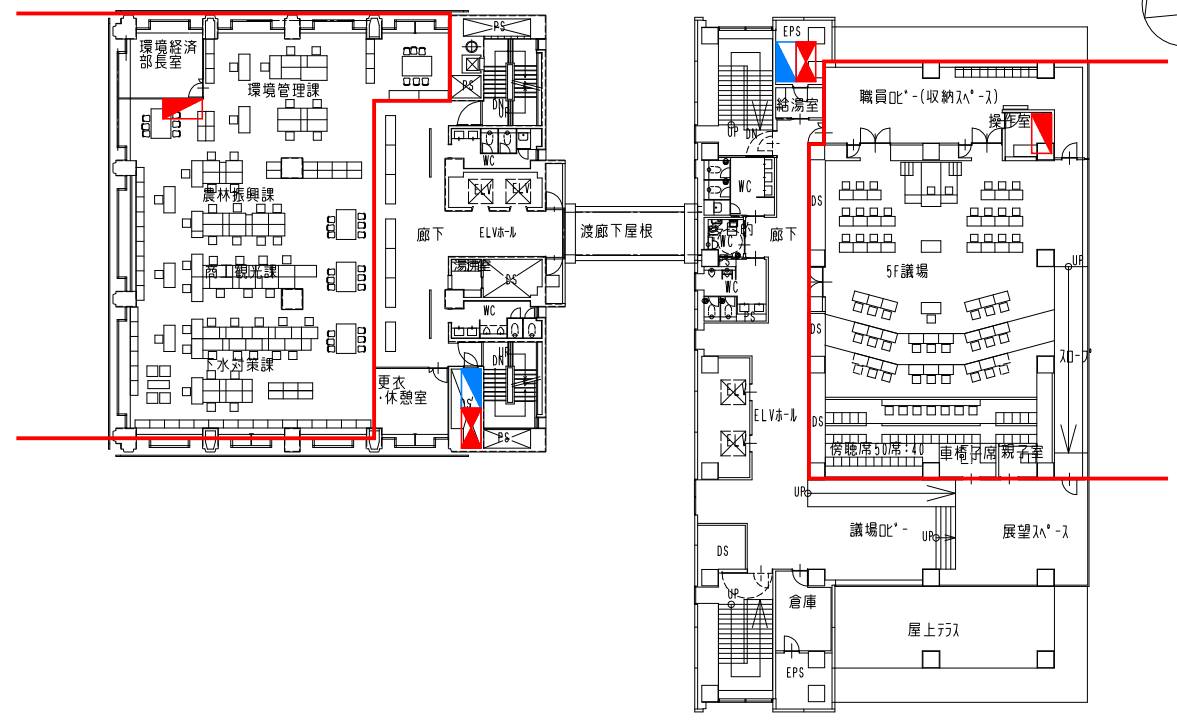 PS
環境経済
部長室
環境管理課
PS
DN
UP
WC
ELV
ELV
農林振興課
廊下
ELVホール
渡廊下屋根
商工観光課
湯沸室
DS
WC
下水対策課
UP
DN
更衣
・休憩室
DS
PS
EPS
職員ロビー(収納スペース)
給湯室
操作室
UP
DN
WC
DS
廊下
WC
5F議場
UP
WC
PS
DS
スロープ
ELV
ELVホール
ELV
DS
傍聴席50席:40
車椅子席
親子室
UP
議場ロビー
UP
展望スペース
DS
UP
倉庫
屋上テラス
EPS